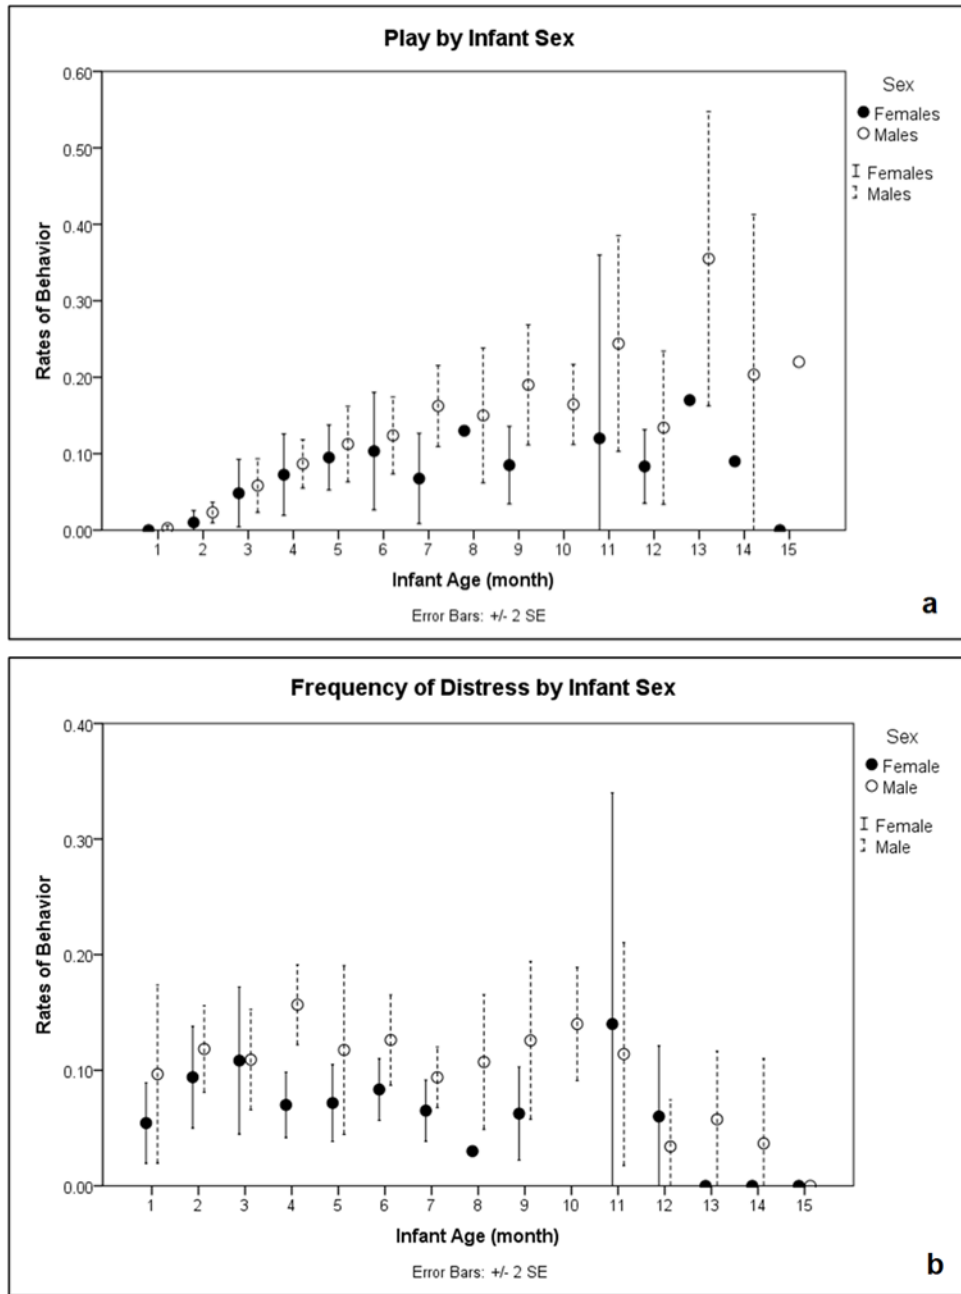 Play by Infant Sex
0.60
0.50
0.40
0.30
0.20
0.10
0.00
Rates of Behavior
1 2 3 4 5 6 7 8 9 10 11 12 13 14 15
Infant Age (month)
Error Bars: +/- 2 SE
Sex
Females
Males
Females
Males
a
Frequency of Distress by Infant Sex
0.40
0.30
0.20
0.10
0.00
Rates of Behavior
1 2 3 4 5 6 7 8 9 10 11 12 13 14 15
Infant Age (month)
Error Bars: +/- 2 SE
Sex
Female
Male
Female
Male
b